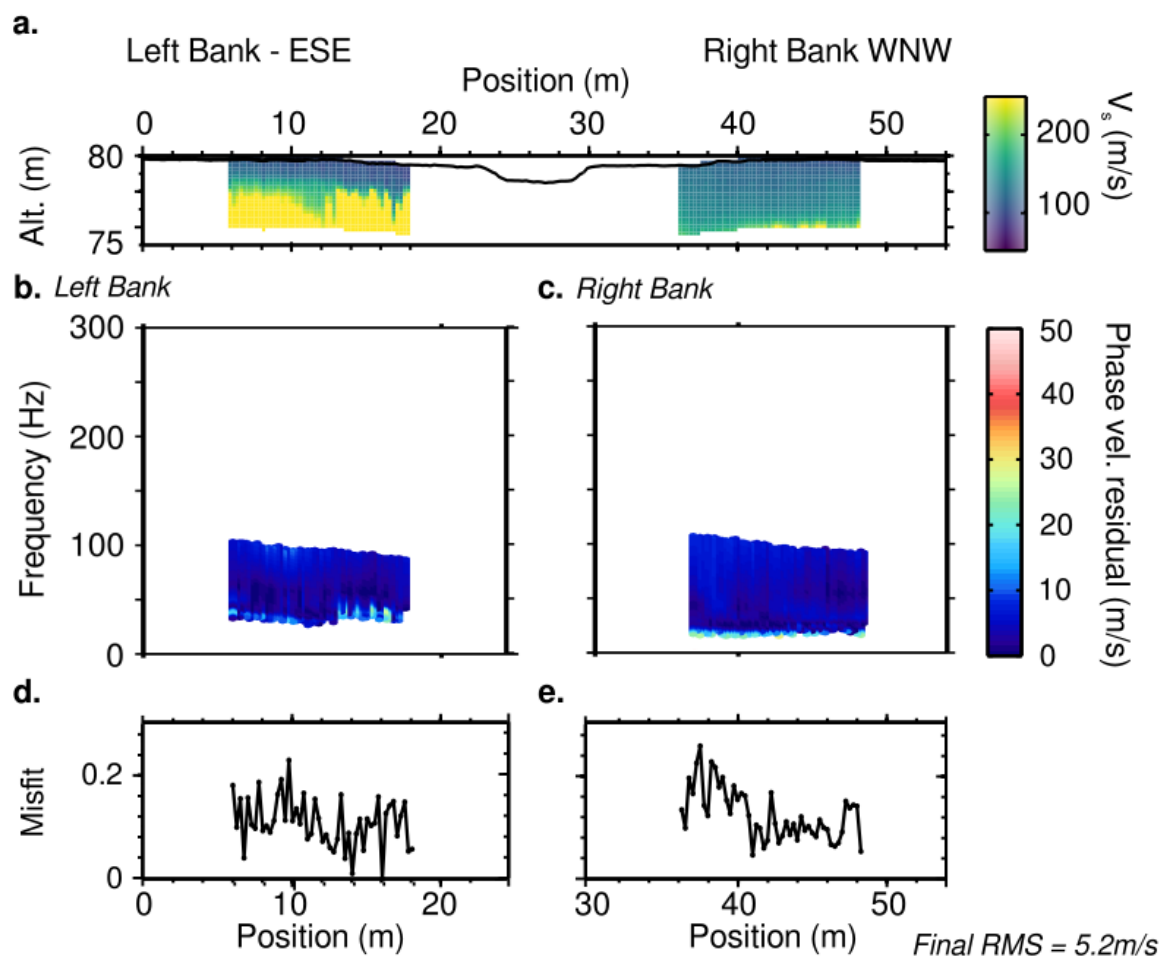 a.
Left Bank - ESE
Right Bank WNW
Position (m)
0 10 20 30 40 50
80
75
Alt. (m)
200
100
Vs (m/s)
b. Left Bank
c. Right Bank
300
200
100
0
Frequency (Hz)
50
40
30
20
10
0
Phase vel. residual (m/s)
d.
e.
0.2
0
Misfit
0 10 20
30 40 50
Position (m)
Position (m)
Final RMS = 5.2m/s